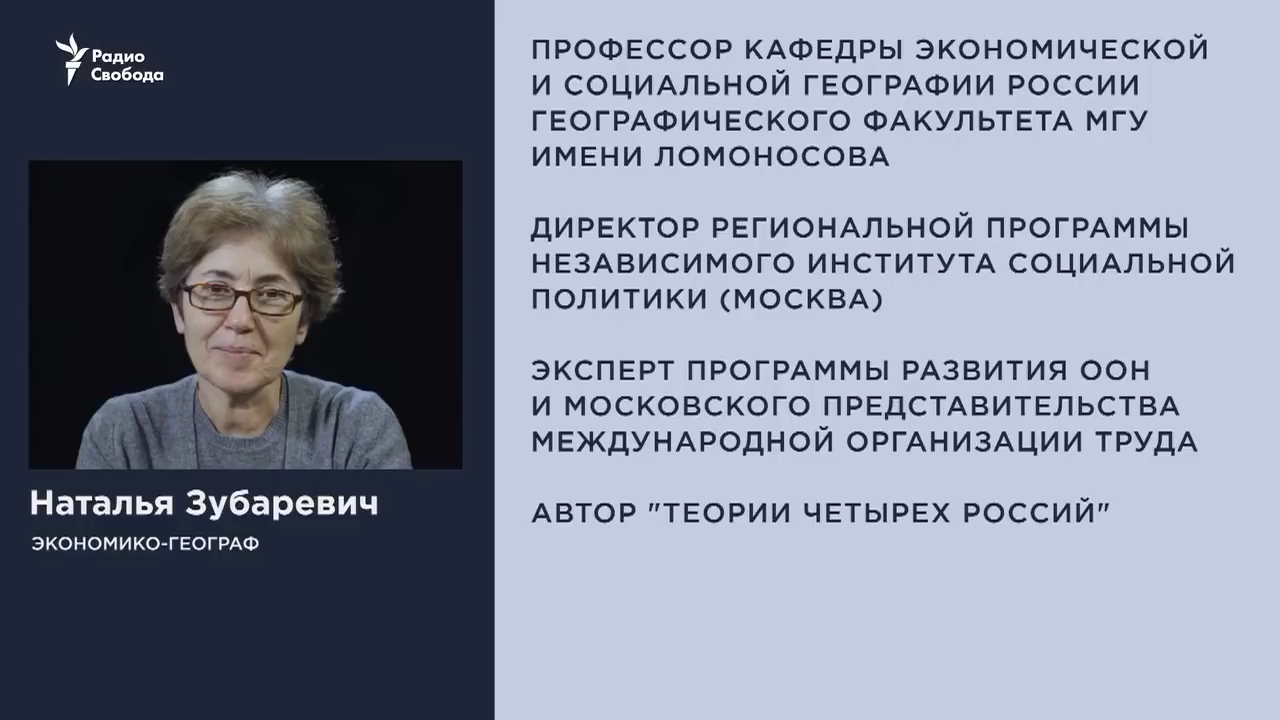 Радио
Свобода
Наталья Зубаревич
ЭКОНОМИКО-ГЕОГРАФ
ПРОФЕССОР КАФЕДРЫ ЭКОНОМИЧЕСКОЙ
И СОЦИАЛЬНОЙ ГЕОГРАФИИ РОССИИ
ГЕОГРАФИЧЕСКОГО ФАКУЛЬТЕТА МГУ
ИМЕНИ ЛОМОНОСОВА
ДИРЕКТОР РЕГИОНАЛЬНОЙ ПРОГРАММЫ
НЕЗАВИСИМОГО ИНСТИТУТА СОЦИАЛЬНОЙ
ПОЛИТИКИ (МОСКВА)
ЭКСПЕРТ ПРОГРАММЫ РАЗВИТИЯ ООН
И МОСКОВСКОГО ПРЕДСТАВИТЕЛЬСТВА
МЕЖДУНАРОДНОЙ ОРГАНИЗАЦИИ ТРУДА
АВТОР "ТЕОРИИ ЧЕТЫРЕХ РОССИЙ"